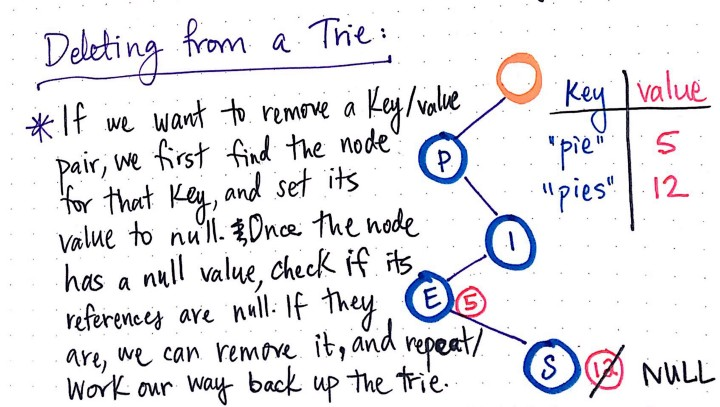 Deleting from a Trie:
* If we want to remove a key/value
pair, we first find the node
for that key, and set its
value to null. Once the node
has a null value, check if its
references are null. If they
are, we can remove it, and repeat/
work our way back up the trie.
P
I
E 5
S 12 NULL
Key value
"pie" 5
"pies" 12